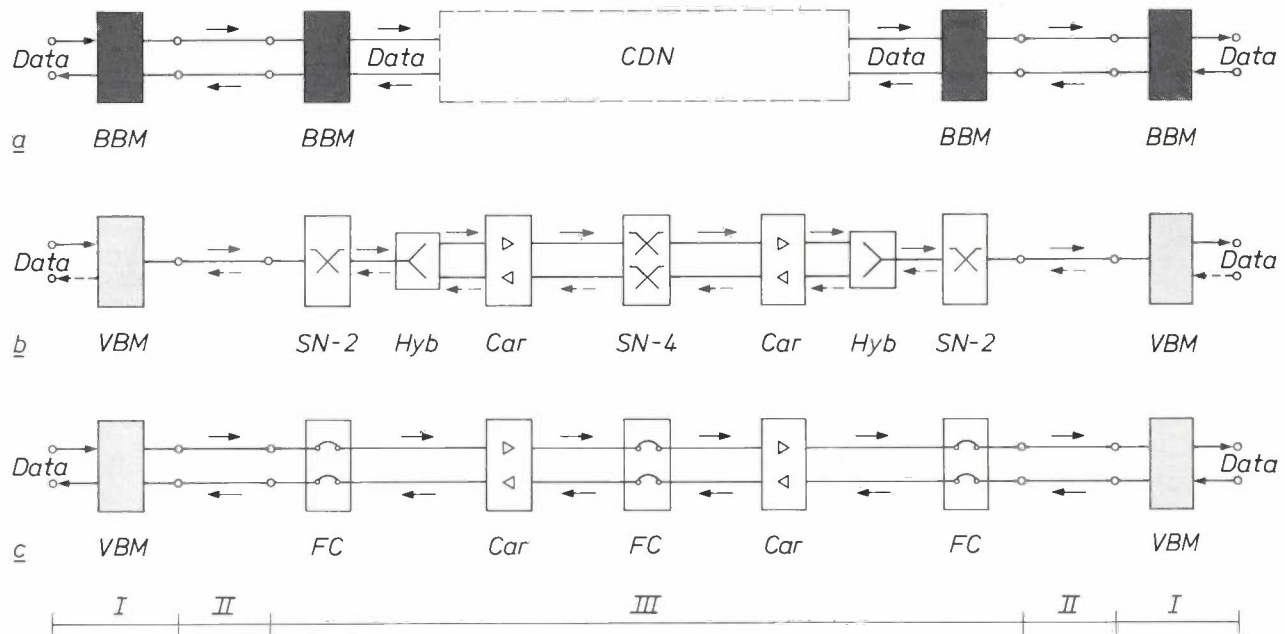 Data Data CDN Data Data
a BBM BBM BBM BBM
Data Data
b VBM SN-2 Hyb Car SN-4 Car Hyb SN-2 VBM
Data Data
c VBM FC Car FC Car FC VBM
I II III II I